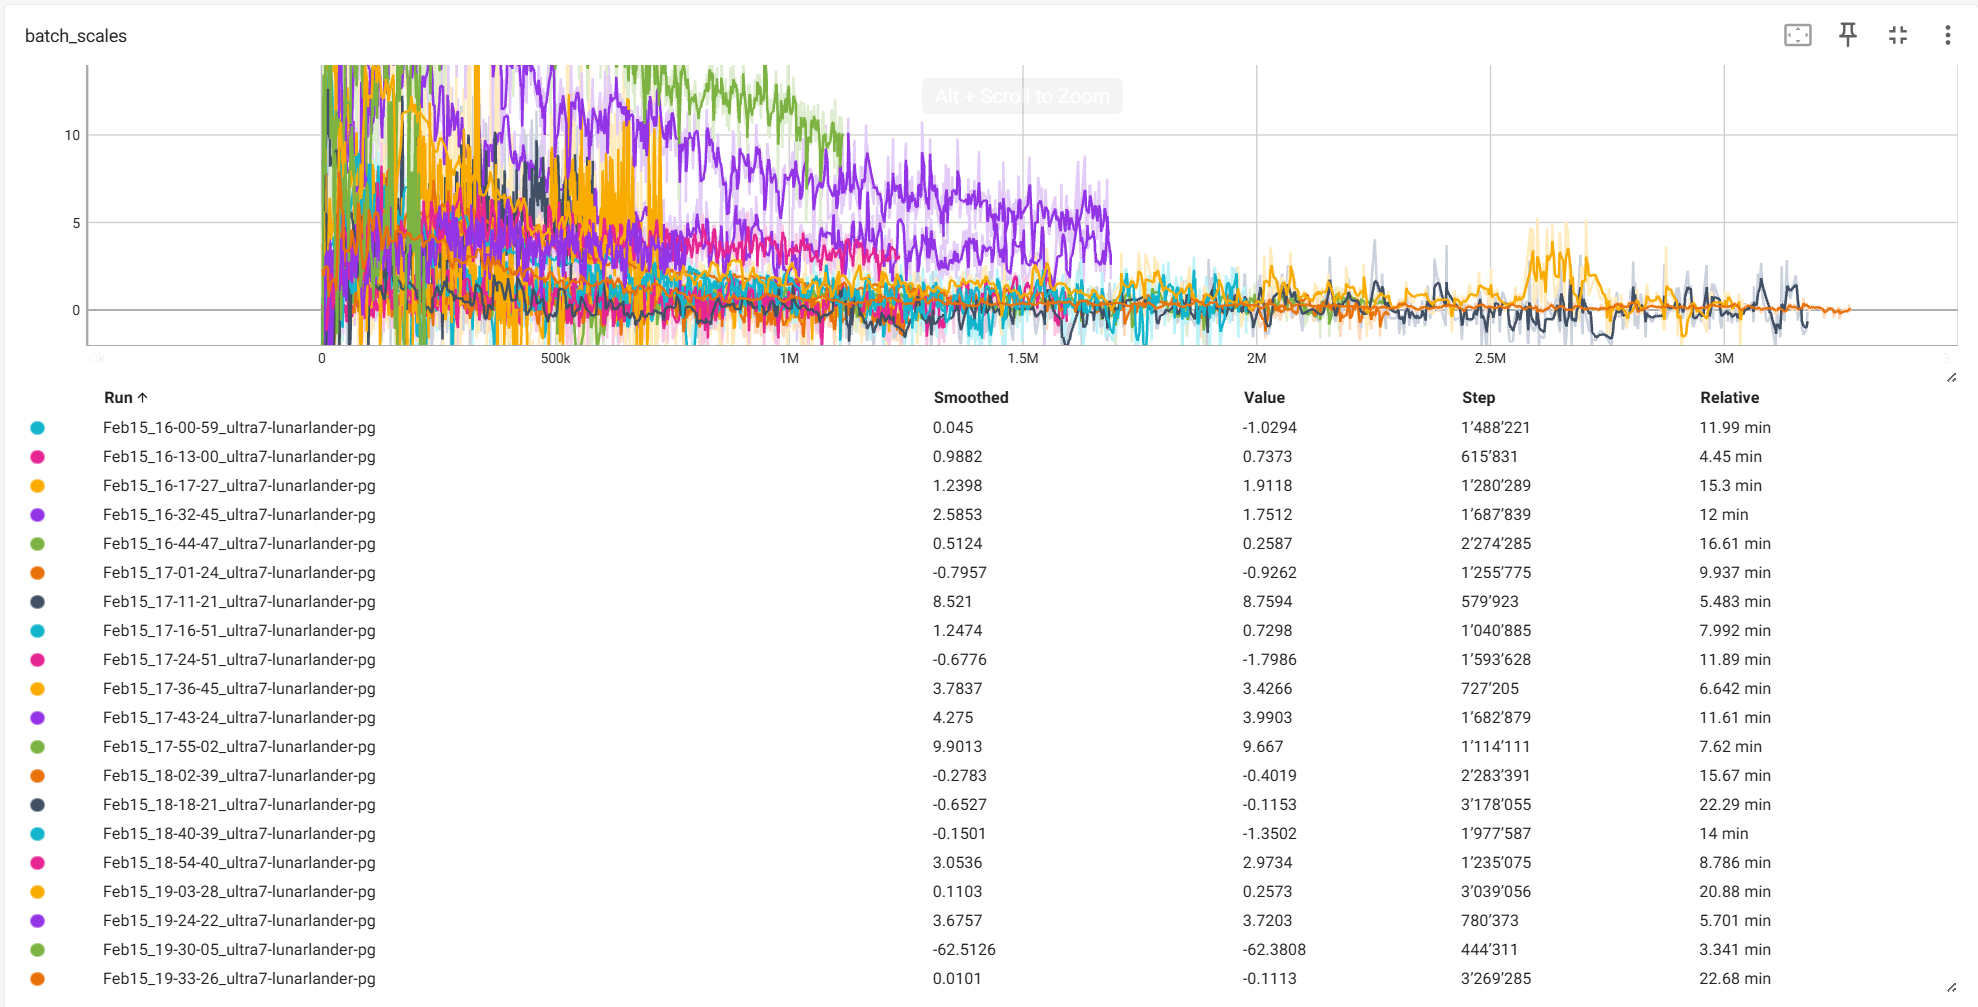 batch_scales
Alt + Scroll to Zoom
10
5
0
0k 0 500k 1M 1.5M 2M 2.5M 3M 3
Run Smoothed Value Step Relative
Feb15_16-00-59_ultra7-lunarlander-pg 0.045 -1.0294 1’488’221 11.99 min
Feb15_16-13-00_ultra7-lunarlander-pg 0.9882 0.7373 615’831 4.45 min
Feb15_16-17-27_ultra7-lunarlander-pg 1.2398 1.9118 1’280’289 15.3 min
Feb15_16-32-45_ultra7-lunarlander-pg 2.5853 1.7512 1’687’839 12 min
Feb15_16-44-47_ultra7-lunarlander-pg 0.5124 0.2587 2’274’285 16.61 min
Feb15_17-01-24_ultra7-lunarlander-pg -0.7957 -0.9262 1’255’775 9.937 min
Feb15_17-11-21_ultra7-lunarlander-pg 8.521 8.7594 579’923 5.483 min
Feb15_17-16-51_ultra7-lunarlander-pg 1.2474 0.7298 1’040’885 7.992 min
Feb15_17-24-51_ultra7-lunarlander-pg -0.6776 -1.7986 1’593’628 11.89 min
Feb15_17-36-45_ultra7-lunarlander-pg 3.7837 3.4266 727’205 6.642 min
Feb15_17-43-24_ultra7-lunarlander-pg 4.275 3.9903 1’682’879 11.61 min
Feb15_17-55-02_ultra7-lunarlander-pg 9.9013 9.667 1’114’111 7.62 min
Feb15_18-02-39_ultra7-lunarlander-pg -0.2783 -0.4019 2’283’391 15.67 min
Feb15_18-18-21_ultra7-lunarlander-pg -0.6527 -0.1153 3’178’055 22.29 min
Feb15_18-40-39_ultra7-lunarlander-pg -0.1501 -1.3502 1’977’587 14 min
Feb15_18-54-40_ultra7-lunarlander-pg 3.0536 2.9734 1’235’075 8.786 min
Feb15_19-03-28_ultra7-lunarlander-pg 0.1103 0.2573 3’039’056 20.88 min
Feb15_19-24-22_ultra7-lunarlander-pg 3.6757 3.7203 780’373 5.701 min
Feb15_19-30-05_ultra7-lunarlander-pg -62.5126 -62.3808 444’311 3.341 min
Feb15_19-33-26_ultra7-lunarlander-pg 0.0101 -0.1113 3’269’285 22.68 min